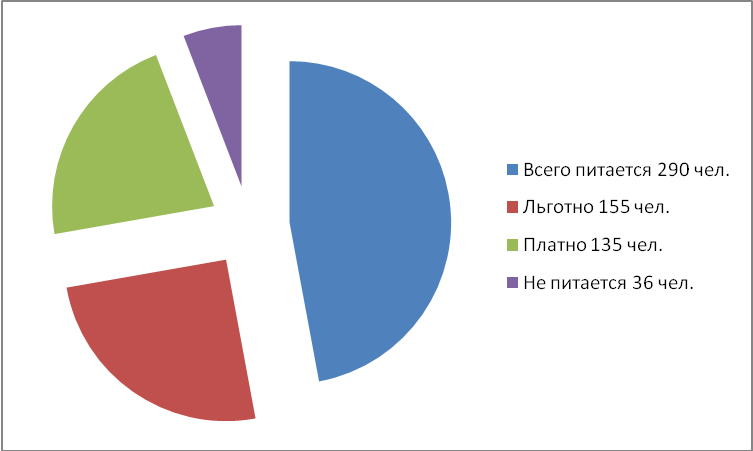 Всего питается 290 чел.
Льготно 155 чел.
Платно 135 чел.
Не питается 36 чел.